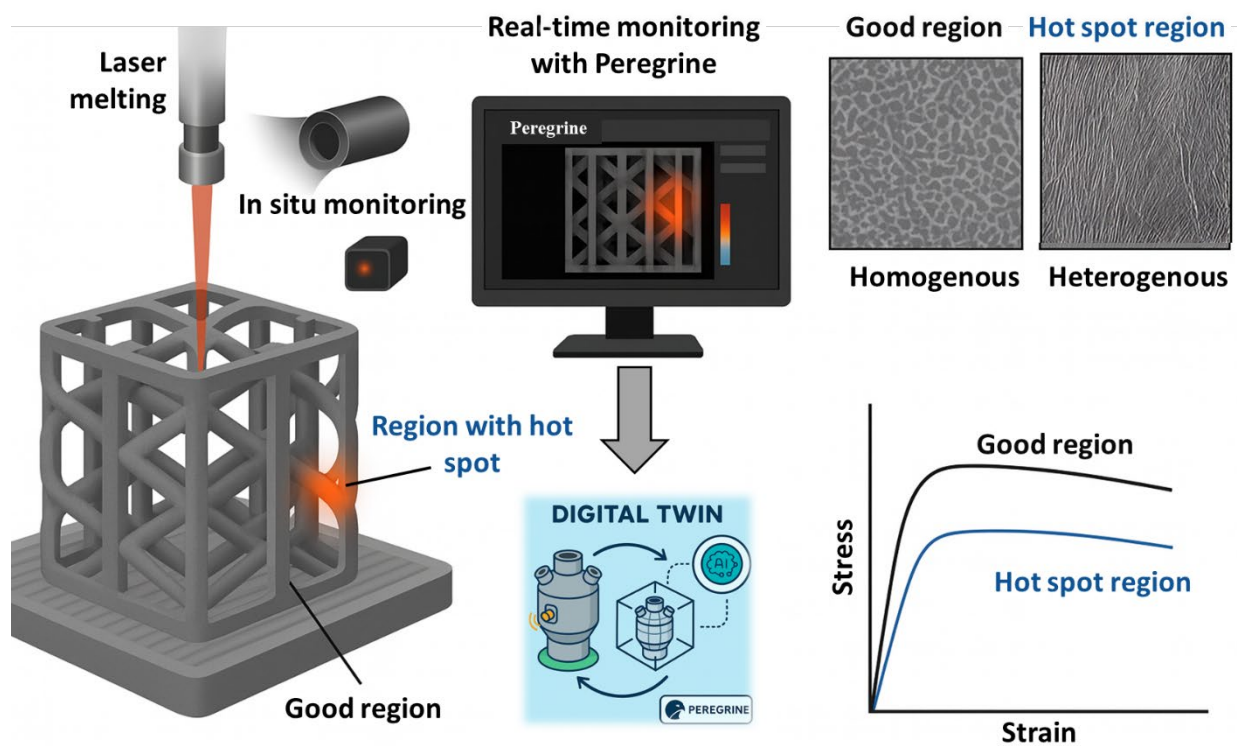 Laser
melting
In situ monitoring
Region with hot
spot
Good region
Real-time monitoring
with Peregrine
Peregrine
DIGITAL TWIN
AI
PEREGRINE
Good region
Hot spot region
Homogenous
Heterogenous
Stress
Good region
Hot spot region
Strain